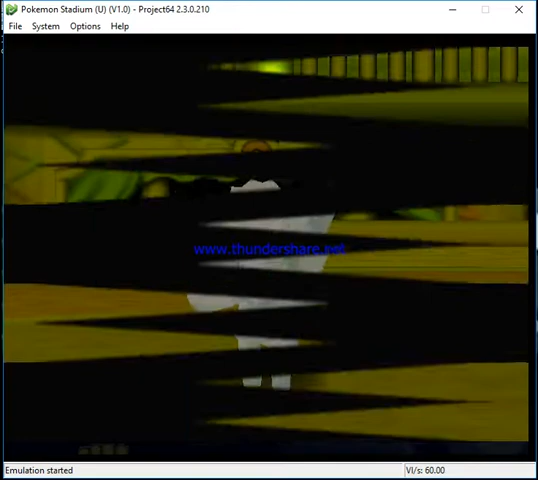 Pokemon Stadium (U) (V1.0) - Project64 2.3.0.210
File System Options Help
www.thundershare.net
Emulation started
VI/s: 60.00